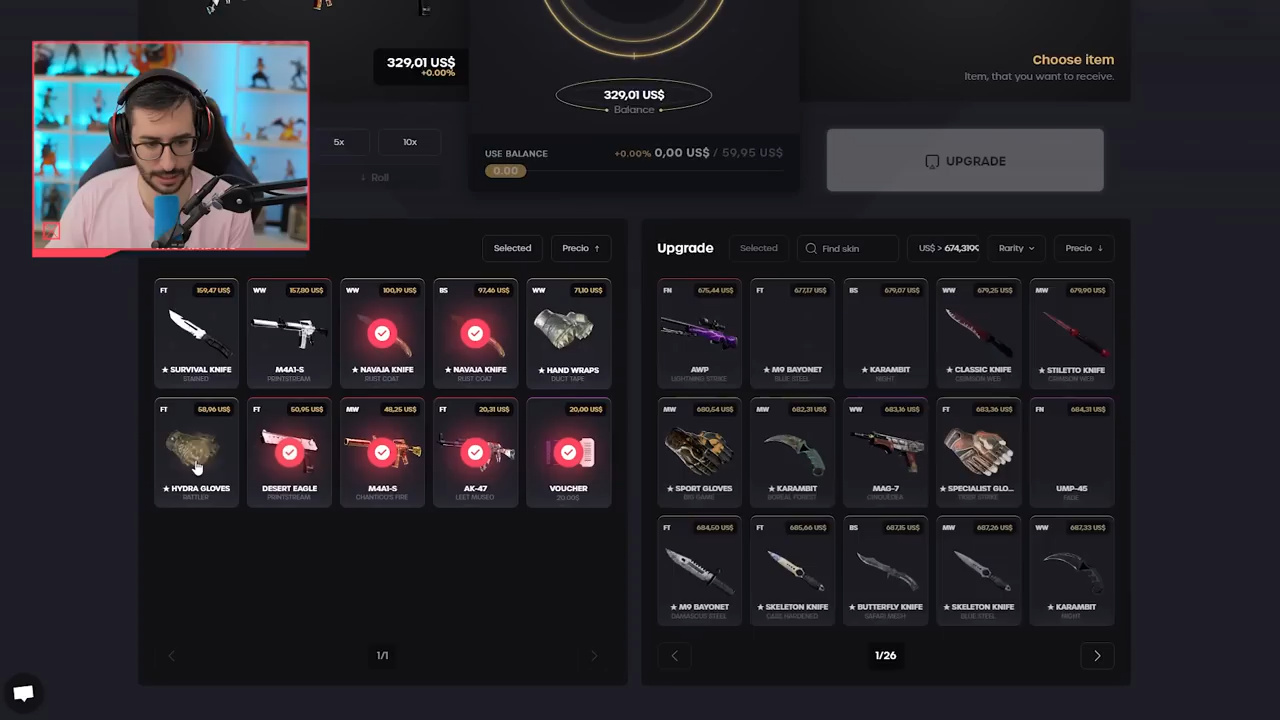 329,01 US$
+0.00%
329,01 US$
Balance
Choose item
Item, that you want to receive.
5x
10x
Roll
USE BALANCE
+0.00% 0,00 US$ / 59,95 US$
0.00
UPGRADE
Selected
Precio
Upgrade
Selected
Find skin
US$ > 674,3199
Rarity
Precio
FT 159,47 US$
★ SURVIVAL KNIFE
STAINED
WW 157,80 US$
M4A1-S
PRINTSTREAM
WW 100,19 US$
★ NAVAJA KNIFE
RUST COAT
BS 97,46 US$
★ NAVAJA KNIFE
RUST COAT
WW 71,10 US$
★ HAND WRAPS
DUCT TAPE
FT 58,96 US$
★ HYDRA GLOVES
RATTLER
FT 50,95 US$
DESERT EAGLE
PRINTSTREAM
MW 48,25 US$
M4A1-S
CHANTICO'S FIRE
FT 20,31 US$
AK-47
LEET MUSEO
20,00 US$
VOUCHER
20.00$
1/1
FN 675,44 US$
AWP
LIGHTNING STRIKE
FT 677,17 US$
★ M9 BAYONET
BLUE STEEL
BS 679,07 US$
★ KARAMBIT
NIGHT
WW 679,25 US$
★ CLASSIC KNIFE
CRIMSON WEB
MW 679,90 US$
★ STILETTO KNIFE
CRIMSON WEB
MW 680,54 US$
★ SPORT GLOVES
BIG GAME
MW 682,31 US$
★ KARAMBIT
BOREAL FOREST
WW 683,16 US$
MAG-7
CINQUEDEA
FT 683,36 US$
★ SPECIALIST GLO...
TIGER STRIKE
FN 684,31 US$
UMP-45
FADE
FT 684,50 US$
★ M9 BAYONET
DAMASCUS STEEL
FT 685,66 US$
★ SKELETON KNIFE
CASE HARDENED
BS 687,15 US$
★ BUTTERFLY KNIFE
SAFARI MESH
MW 687,26 US$
★ SKELETON KNIFE
BLUE STEEL
WW 687,33 US$
★ KARAMBIT
NIGHT
1/26